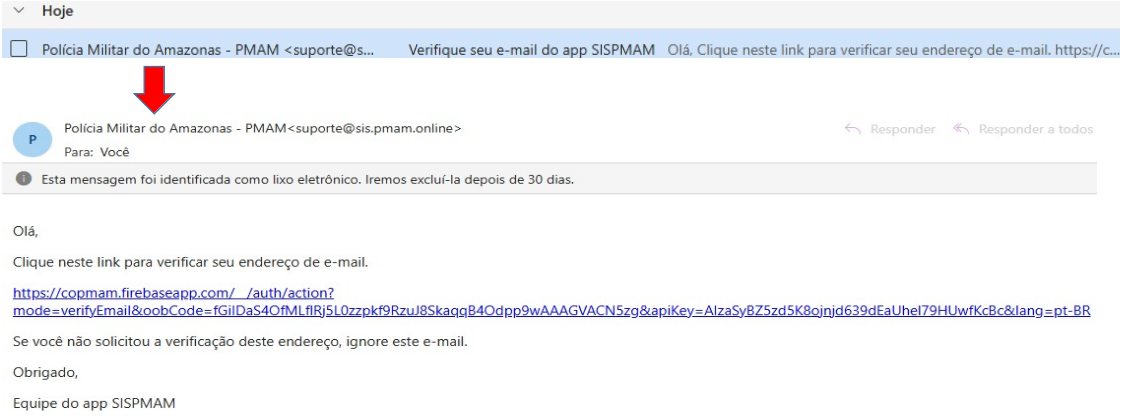 Hoje
Polícia Militar do Amazonas - PMAM <suporte@s... Verifique seu e-mail do app SISPMAM Olá, Clique neste link para verificar seu endereço de e-mail. https://c...
P
Polícia Militar do Amazonas - PMAM<suporte@sis.pmam.online>
Responder Responder a todos
Para: Você
Esta mensagem foi identificada como lixo eletrônico. Iremos excluí-la depois de 30 dias.
Olá,
Clique neste link para verificar seu endereço de e-mail.
https://copmam.firebaseapp.com/__/auth/action?
mode=verifyEmail&oobCode=fGilDaS4OfMLflRj5L0zzpkf9RzuJ8SkaqqB4Odpp9wAAAGVACN5zg&apiKey=AIzaSyBZ5zd5K8ojnjd639dEaUheI79HUwfKcBc&lang=pt-BR
Se você não solicitou a verificação deste endereço, ignore este e-mail.
Obrigado,
Equipe do app SISPMAM